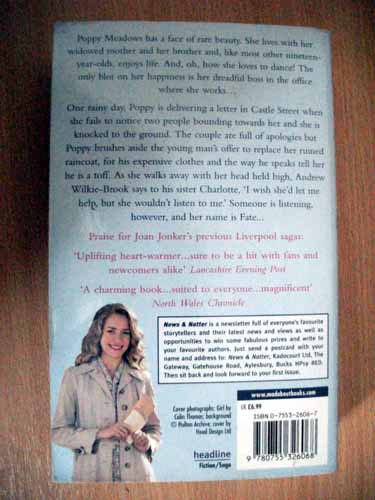 Poppy Meadows has a face of rare beauty. She lives with her
widowed mother and her brother and, like most other nineteen-
year-olds, enjoys life. And, oh, how she loves to dance! The
only blot on her happiness is her dreadful boss in the office
where she works...
One rainy day, Poppy is delivering a letter in Castle Street when
she fails to notice two people bounding towards her and she is
knocked to the ground. The couple are full of apologies but
Poppy brushes aside the young man's offer to replace her ruined
raincoat, for his expensive clothes and the way he speaks tell her
he is a toff. As she walks away with her head held high, Andrew
Wilkie-Brook says to his sister Charlotte, 'I wish she'd let me
help, but she wouldn't listen to me.' Someone is listening,
however, and her name is Fate...
Praise for Joan Jonker's previous Liverpool sagas:
'Uplifting heart-warmer...sure to be a hit with fans and
newcomers alike' Lancashire Evening Post
'A charming book...suited to everyone...magnificent'
North Wales Chronicle
News & Natter is a newsletter full of everyone's favourite
storytellers and their latest news and views as well as
opportunities to win some fabulous prizes and write to
your favourite authors. Just send a postcard with your
name and address to: News & Natter, Kadocourt Ltd, The
Gateway, Gatehouse Road, Aylesbury, Bucks HP19 8ED.
Then sit back and look forward to your first issue.
www.madaboutbooks.com
UK £6.99
ISBN 0-7553-2606-7
9 780755 326068
Cover photographs: Girl by
Colin Thomas; background
© Hulton Archive; cover by
Head Design Ltd
headline
Fiction/Saga